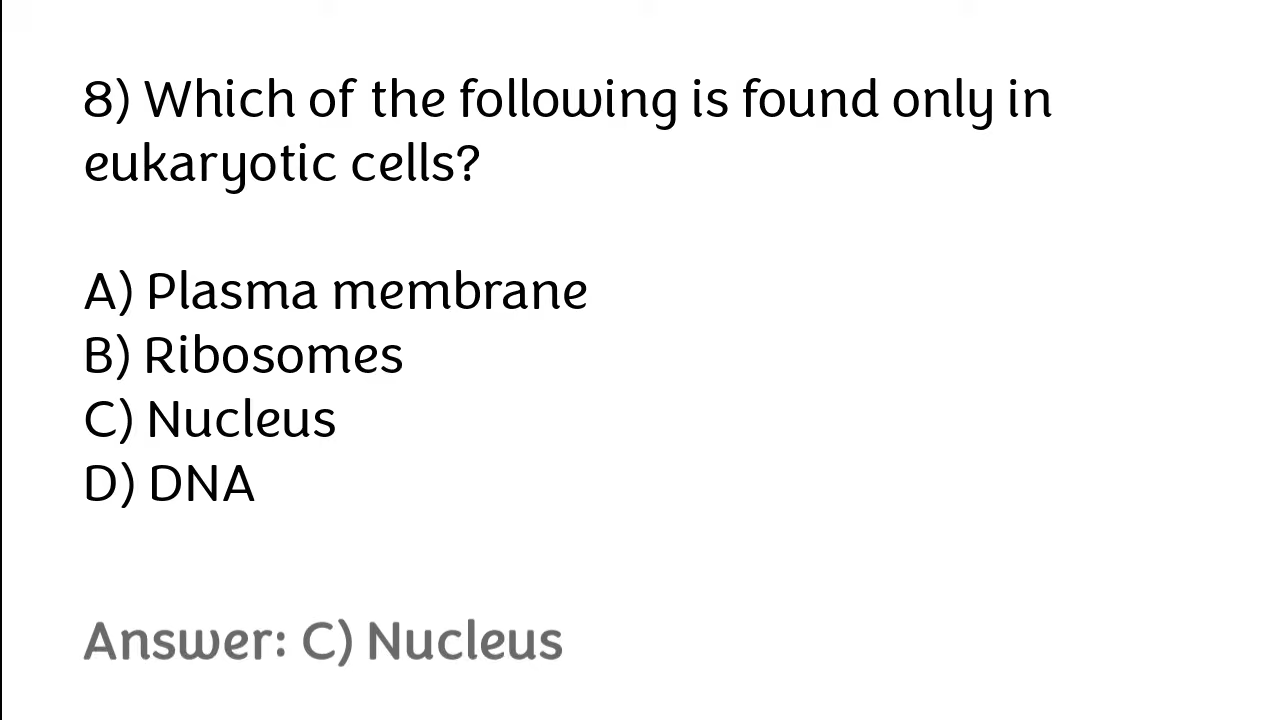 8) Which of the following is found only in
eukaryotic cells?
A) Plasma membrane
B) Ribosomes
C) Nucleus
D) DNA
Answer: C) Nucleus